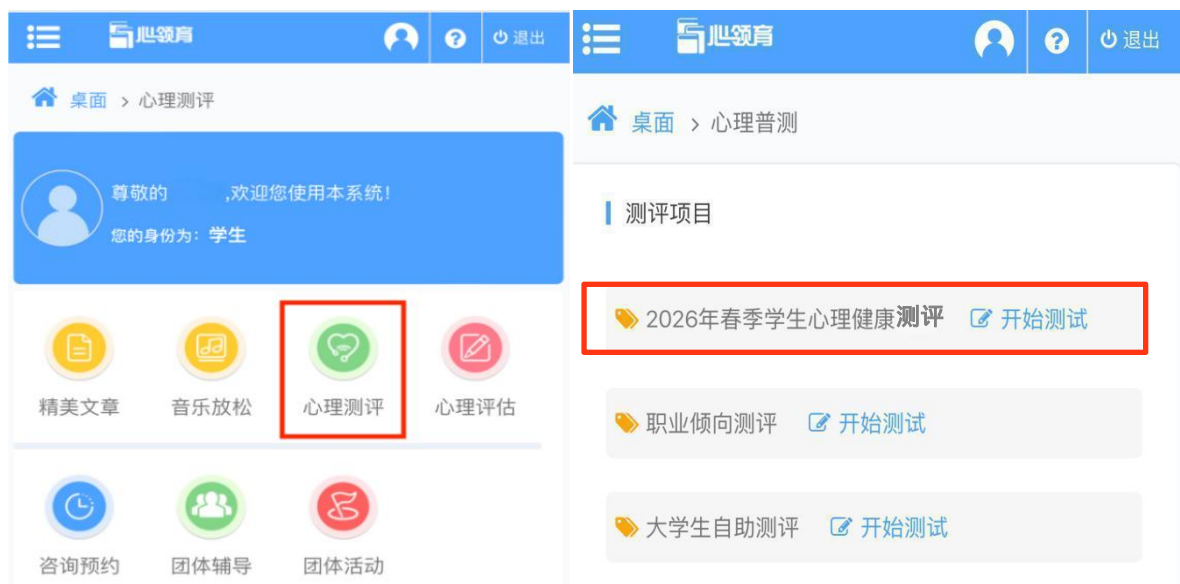 心领育
退出
桌面 > 心理测评
尊敬的 ,欢迎您使用本系统!
您的身份为: 学生
精美文章 音乐放松 心理测评 心理评估
咨询预约 团体辅导 团体活动
心领育
? 退出
桌面 > 心理普测
测评项目
2026年春季学生心理健康测评 开始测试
职业倾向测评 开始测试
大学生自助测评 开始测试